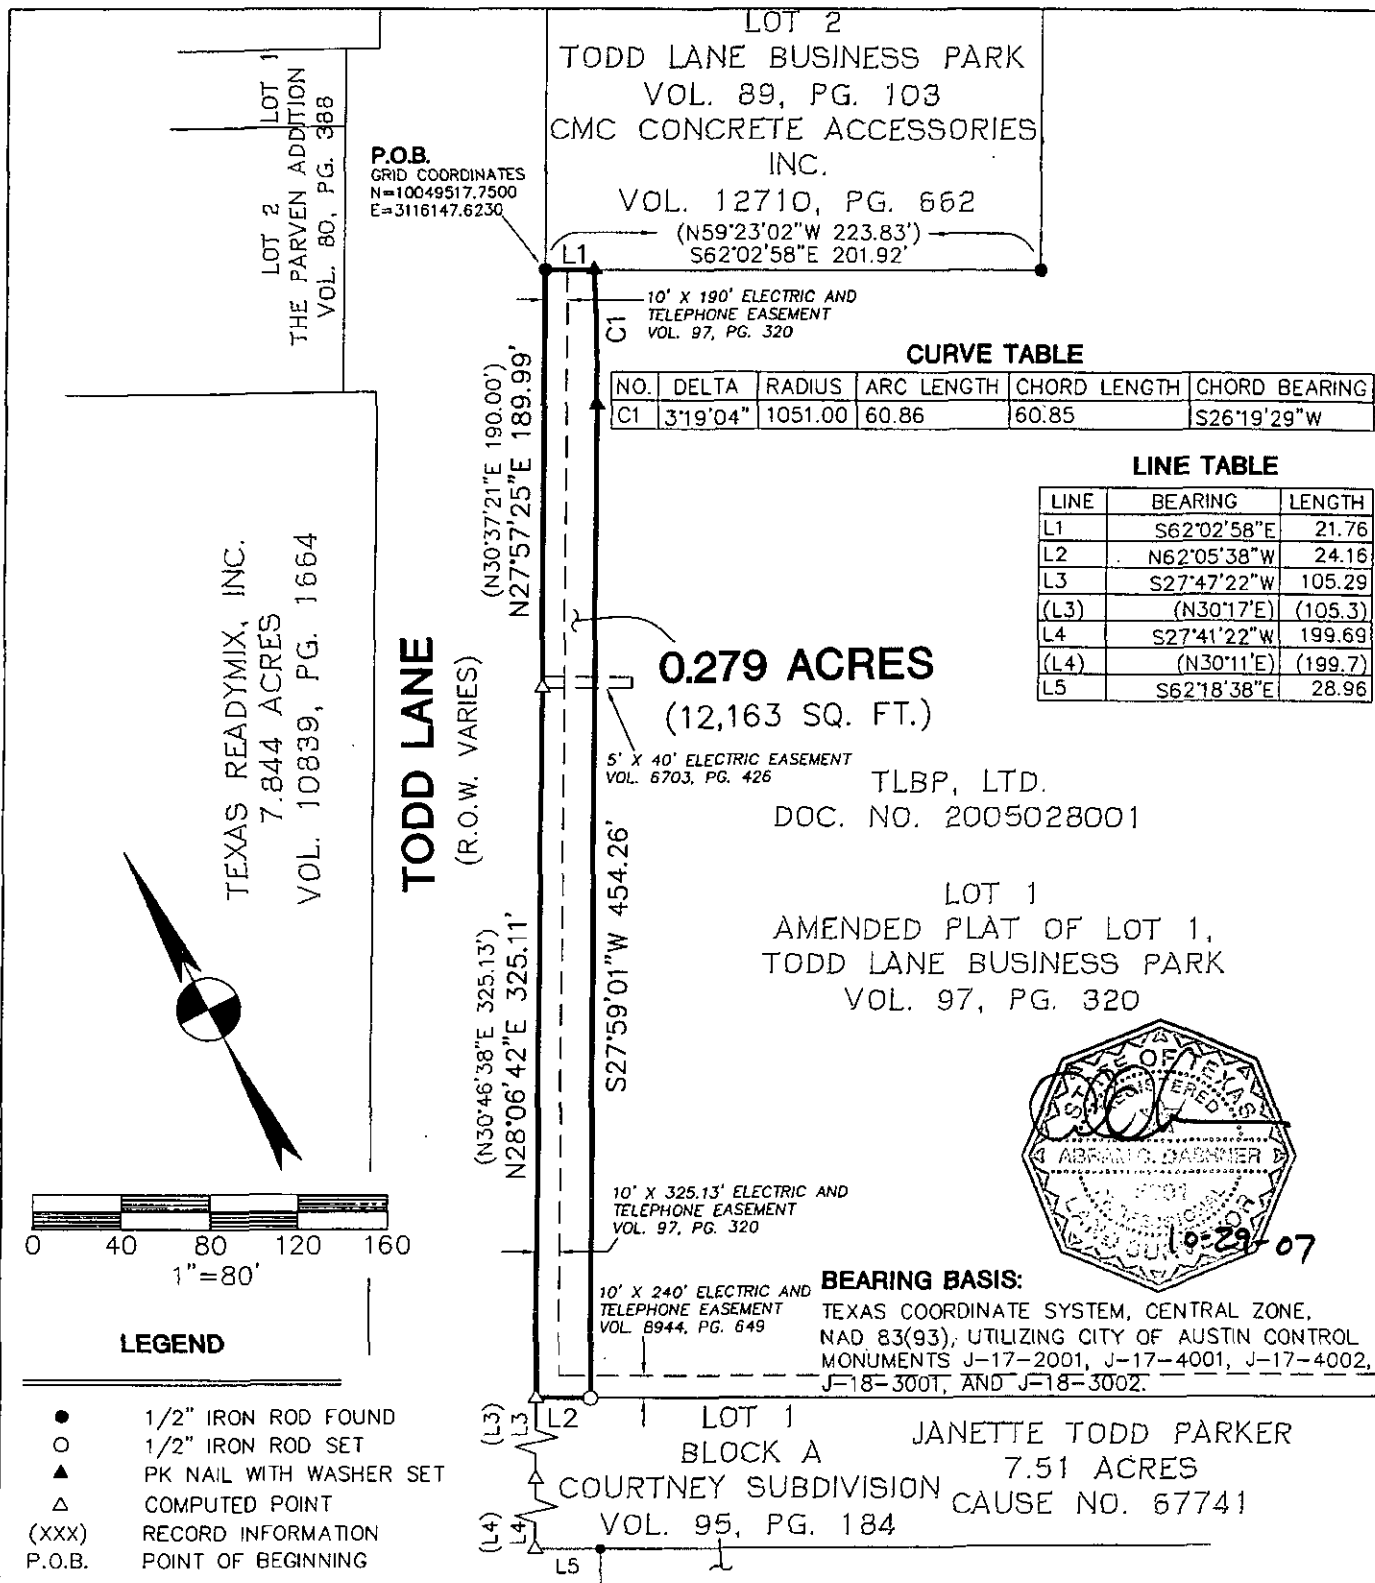 LOT 2
TODD LANE BUSINESS PARK
VOL. 89, PG. 103
CMC CONCRETE ACCESSORIES
INC.
VOL. 12710, PG. 662
(N59°23'02"W 223.83')
S62°02'58"E 201.92'
LOT 1
LOT 2
THE PARVEN ADDITION
VOL. 80, PG. 388
P.O.B.
GRID COORDINATES
N=10049517.7500
E=3116147.6230
L1
10' X 190' ELECTRIC AND
TELEPHONE EASEMENT
VOL. 97, PG. 320
C1
CURVE TABLE
NO. DELTA RADIUS ARC LENGTH CHORD LENGTH CHORD BEARING
C1 3°19'04" 1051.00 60.86 60.85 S26°19'29"W
LINE TABLE
LINE BEARING LENGTH
L1 S62°02'58"E 21.76
L2 N62°05'38"W 24.16
L3 S27°47'22"W 105.29
(L3) (N30°17'E) (105.3)
L4 S27°41'22"W 199.69
(L4) (N30°11'E) (199.7)
L5 S62°18'38"E 28.96
(N30°37'21"E 190.00')
N27°57'25"E 189.99'
TEXAS READYMIX, INC.
7.844 ACRES
VOL. 10839, PG. 1664
TODD LANE
(R.O.W. VARIES)
0.279 ACRES
(12,163 SQ. FT.)
5' X 40' ELECTRIC EASEMENT
VOL. 6703, PG. 426
TLBP, LTD.
DOC. NO. 2005028001
LOT 1
AMENDED PLAT OF LOT 1,
TODD LANE BUSINESS PARK
VOL. 97, PG. 320
(N30°46'38"E 325.13')
N28°06'42"E 325.11'
S27°59'01"W 454.26'
STATE OF TEXAS
REGISTERED
ABRAM C. DASHNER
PROFESSIONAL
LAND SURVEYOR
10-29-07
10' X 325.13' ELECTRIC AND
TELEPHONE EASEMENT
VOL. 97, PG. 320
0 40 80 120 160
1"=80'
10' X 240' ELECTRIC AND
TELEPHONE EASEMENT
VOL. 8944, PG. 649
BEARING BASIS:
TEXAS COORDINATE SYSTEM, CENTRAL ZONE,
NAD 83(93), UTILIZING CITY OF AUSTIN CONTROL
MONUMENTS J-17-2001, J-17-4001, J-17-4002,
J-18-3001, AND J-18-3002.
LEGEND
1/2" IRON ROD FOUND
1/2" IRON ROD SET
PK NAIL WITH WASHER SET
COMPUTED POINT
(XXX) RECORD INFORMATION
P.O.B. POINT OF BEGINNING
(L3)
L3
L2
(L4)
L4
L5
LOT 1
BLOCK A
COURTNEY SUBDIVISION
VOL. 95, PG. 184
JANETTE TODD PARKER
7.51 ACRES
CAUSE NO. 67741